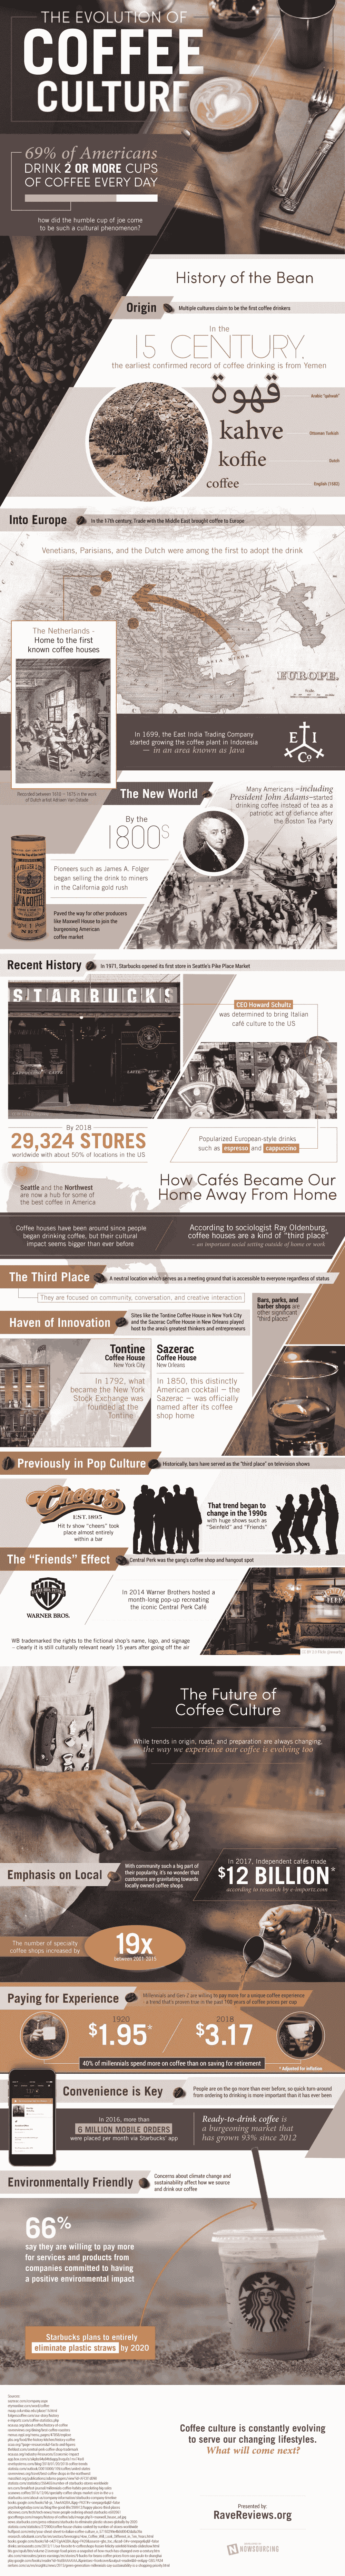 THE EVOLUTION OF
COFFEE
CULTURE
69% of Americans
DRINK 2 OR MORE CUPS
OF COFFEE EVERY DAY
how did the humble cup of joe come
to be such a cultural phenomenon?
History of the Bean
Origin
Multiple cultures claim to be the first coffee drinkers
In the
15 CENTURY,
the earliest confirmed record of coffee drinking is from Yemen
قهوة
Arabic "qahwah"
kahve
Ottoman Turkish
koffie
Dutch
coffee
English (1582)
Into Europe
In the 17th century, Trade with the Middle East brought coffee to Europe
Venetians, Parisians, and the Dutch were among the first to adopt the drink
ASIA MINOR
EUROPE.
The Netherlands -
Home to the first
known coffee houses
Recorded between 1650 - 1675 in the work
of Dutch artist Adriaen Van Ostade
In 1699, the East India Trading Company
started growing the coffee plant in Indonesia
— in an area known as Java
E I
Co
The New World
Many Americans – including
President John Adams – started
drinking coffee instead of tea as a
patriotic act of defiance after
the Boston Tea Party
By the
1800s
Pioneers such as James A. Folger
began selling the drink to miners
in the California gold rush
Paved the way for other producers
like Maxwell House to join the
burgeoning American
coffee market
Recent History
In 1971, Starbucks opened its first store in Seattle's Pike Place Market
STARBUCKS
CEO Howard Schultz
was determined to bring Italian
café culture to the US
By 2018
29,324 STORES
worldwide with about 50% of locations in the US
Popularized European-style drinks
such as espresso and cappuccino
Seattle and the Northwest
are now a hub for some of
the best coffee in America
How Cafés Became Our
Home Away From Home
Coffee houses have been around since people
began drinking coffee, but their cultural
impact seems bigger than ever before
According to sociologist Ray Oldenburg,
coffee houses are a kind of "third place"
– an important social setting outside of home or work
The Third Place
A neutral location which serves as a meeting ground that is accessible to everyone regardless of status
They are focused on community, conversation, and creative interaction
Bars, parks, and
barber shops are
other significant
"third places"
Haven of Innovation
Sites like the Tontine Coffee House in New York City
and the Sazerac Coffee House in New Orleans played
host to the area's greatest thinkers and entrepreneurs
Tontine
Coffee House
New York City
In 1792, what
became the New York
Stock Exchange was
founded at the
Tontine
Sazerac
Coffee House
New Orleans
In 1850, this distinctly
American cocktail – the
Sazerac – was officially
named after its coffee
shop home
Previously in Pop Culture
Historically, bars have served as the "third place" on television shows
Cheers
EST. 1895
Hit tv show "cheers" took
place almost entirely
within a bar
That trend began to
change in the 1990s
with huge shows such as
"Seinfeld" and "Friends"
The "Friends" Effect
Central Perk was the gang's coffee shop and hangout spot
WB
WARNER BROS.
In 2014 Warner Brothers hosted a
month-long pop-up recreating
the iconic Central Perk Café
WB trademarked the rights to the fictional shop's name, logo, and signage
– clearly it is still culturally relevant nearly 15 years after going off the air
The Future of
Coffee Culture
While trends in origin, roast, and preparation are always changing,
the way we experience our coffee is evolving too
Emphasis on Local
With community such a big part of
their popularity, it's no wonder that
customers are gravitating towards
locally owned coffee shops
In 2017, Independent cafés made
$12 BILLION*
according to research by e-imports.com
The number of specialty
coffee shops increased by
19x
between 2001-2015
Paying for Experience
Millennials and Gen Z are willing to pay more for a unique coffee experience
- a trend that's proven true in the past 100 years of coffee prices per cup
1920
$1.95*
2018
$3.17
40% of millennials spend more on coffee than on saving for retirement
* Adjusted for inflation
Convenience is Key
People are on the go more than ever before, so quick turn-around
from ordering to drinking is more important than it has ever been
In 2016, more than
6 MILLION MOBILE ORDERS
were placed per month via Starbucks' app
Ready-to-drink coffee is
a burgeoning market that
has grown 93% since 2012
Environmentally Friendly
Concerns about climate change and
sustainability affect how we source
and drink our coffee
66%
say they are willing to pay more
for services and products from
companies committed to having
a positive environmental impact
Starbucks plans to entirely
eliminate plastic straws by 2020
Sources:
Coffee culture is constantly evolving
to serve our changing lifestyles.
What will come next?
Presented by:
RaveReviews.org
NOWSOURCING